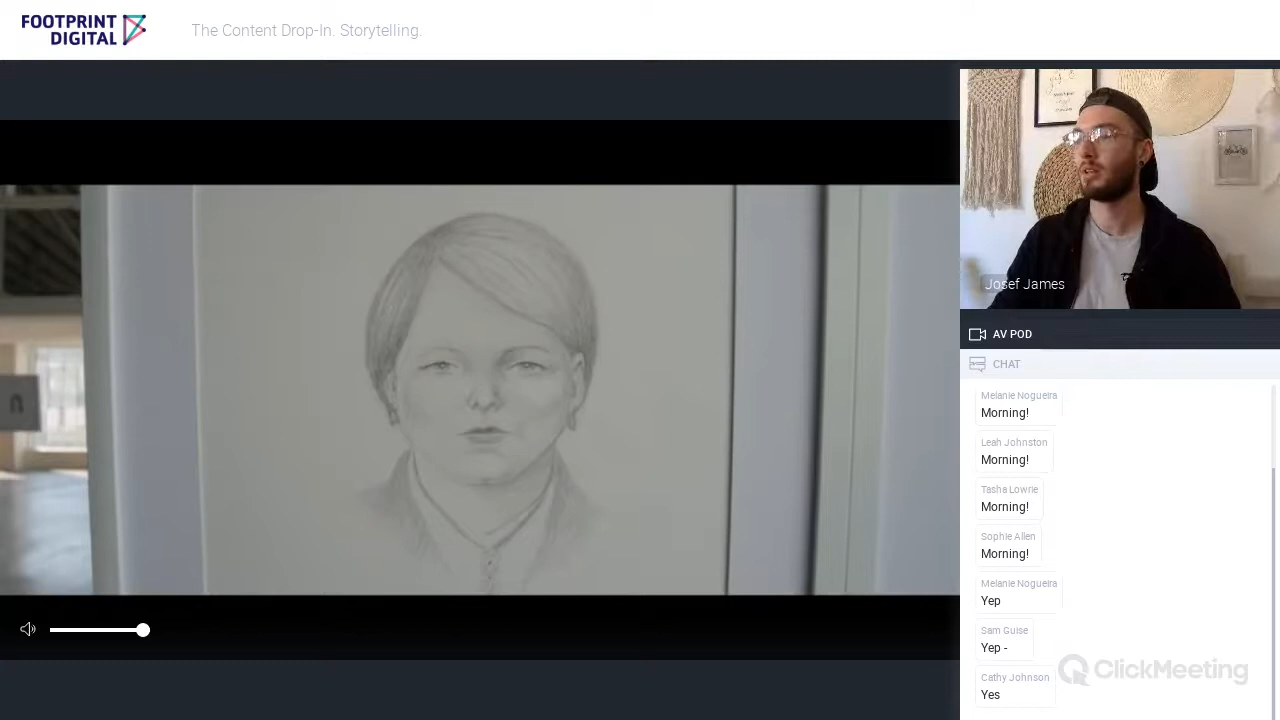 FOOTPRINT
DIGITAL
The Content Drop-In. Storytelling.
Josef James
AV POD
CHAT
Melanie Nogueira
Morning!
Leah Johnston
Morning!
Tasha Lowrie
Morning!
Sophie Allen
Morning!
Melanie Nogueira
Yep
Sam Guise
Yep -
Cathy Johnson
Yes
ClickMeeting